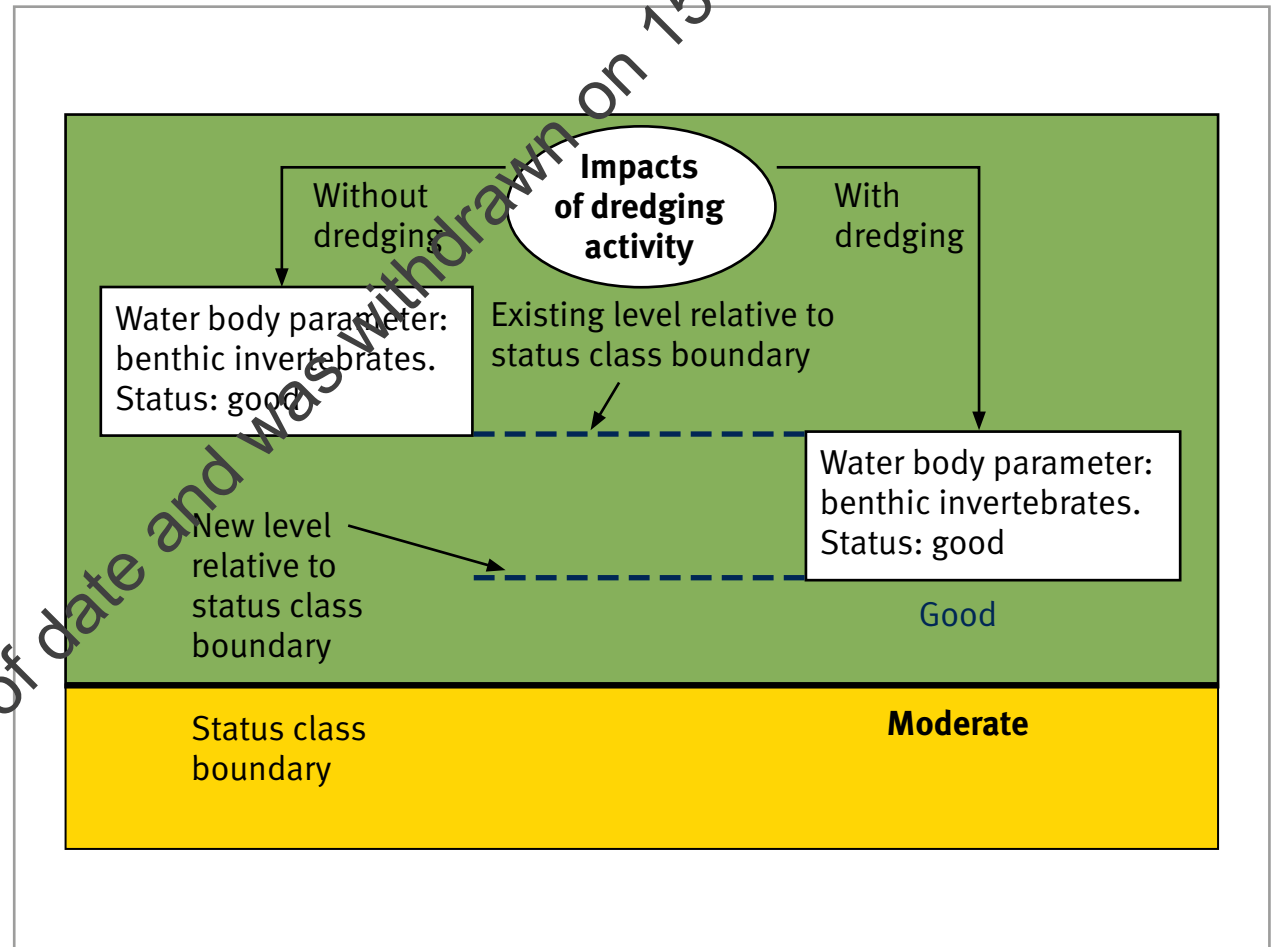 of date and was withdrawn on 15
Impacts
of dredging
activity
Without
dredging
With
dredging
Water body parameter:
benthic invertebrates.
Status: good
Existing level relative to
status class boundary
Water body parameter:
benthic invertebrates.
Status: good
New level
relative to
status class
boundary
Good
Status class
boundary
Moderate